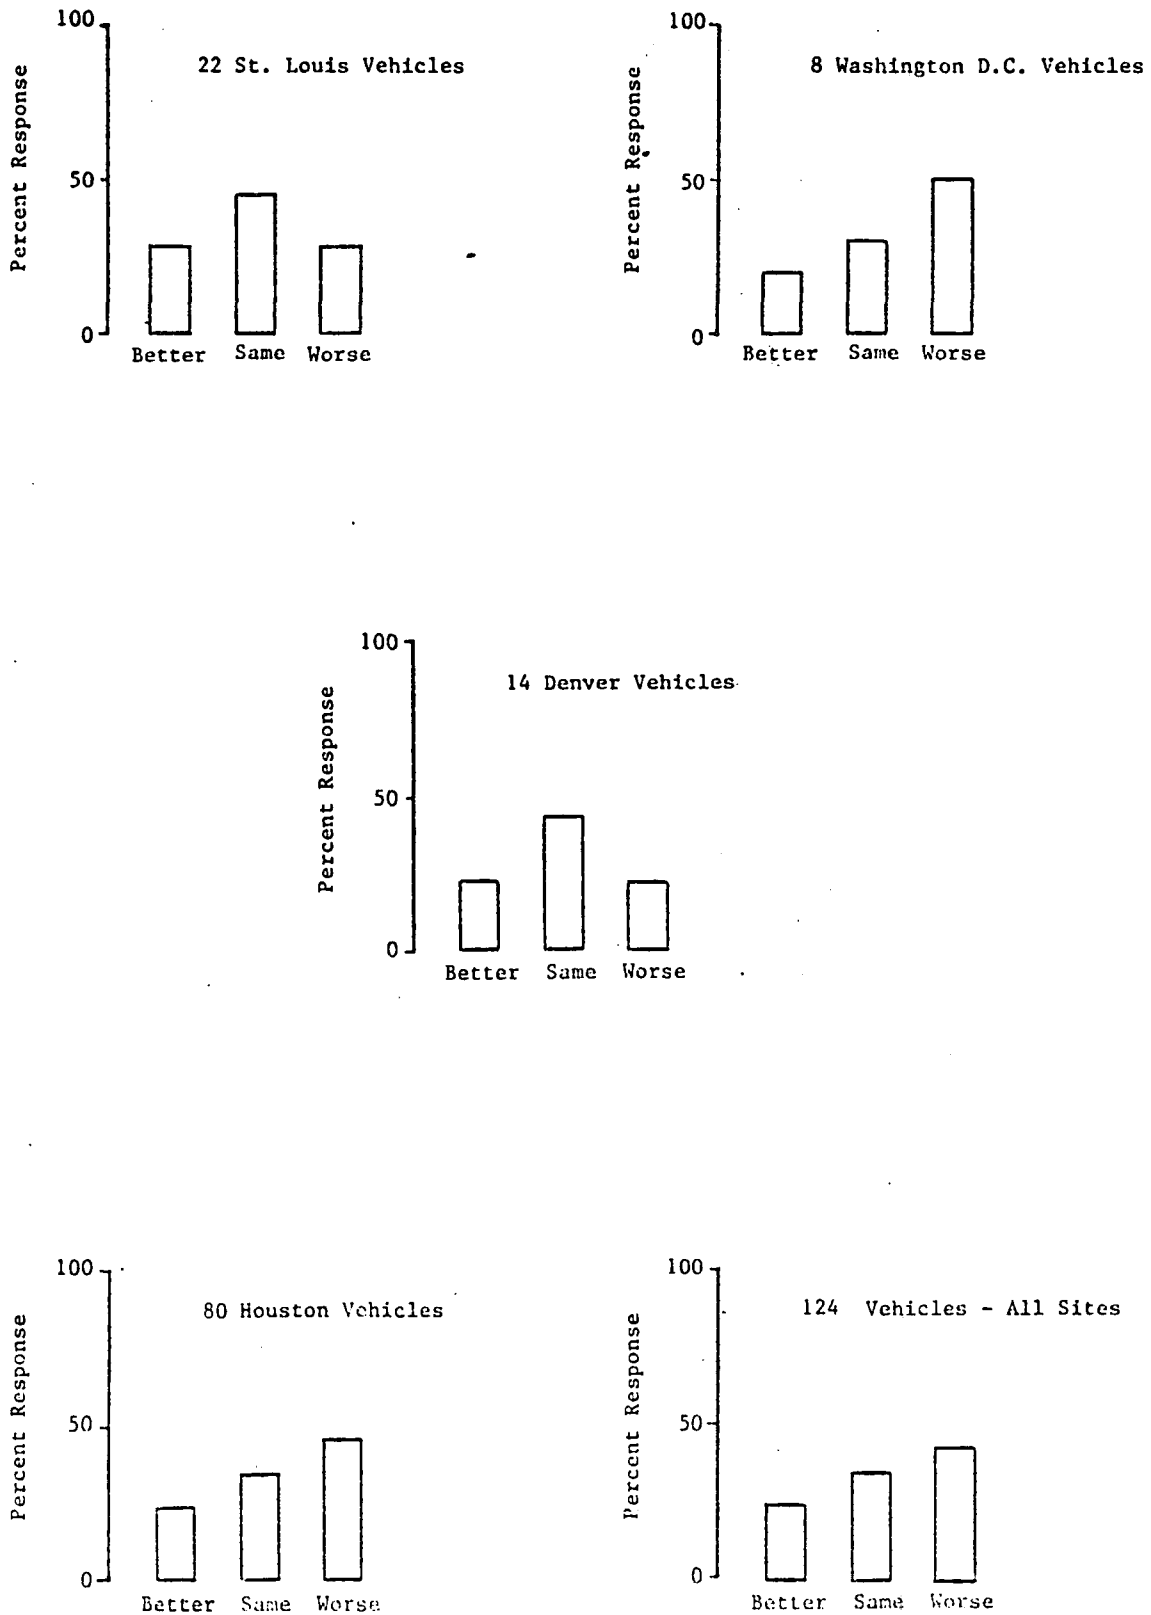 100
22 St. Louis Vehicles
Percent Response
50
0
Better Same Worse
100
8 Washington D.C. Vehicles
Percent Response
50
0
Better Same Worse
100
14 Denver Vehicles
Percent Response
50
0
Better Same Worse
100
80 Houston Vehicles
Percent Response
50
0
Better Same Worse
100
124 Vehicles - All Sites
Percent Response
50
0
Better Same Worse